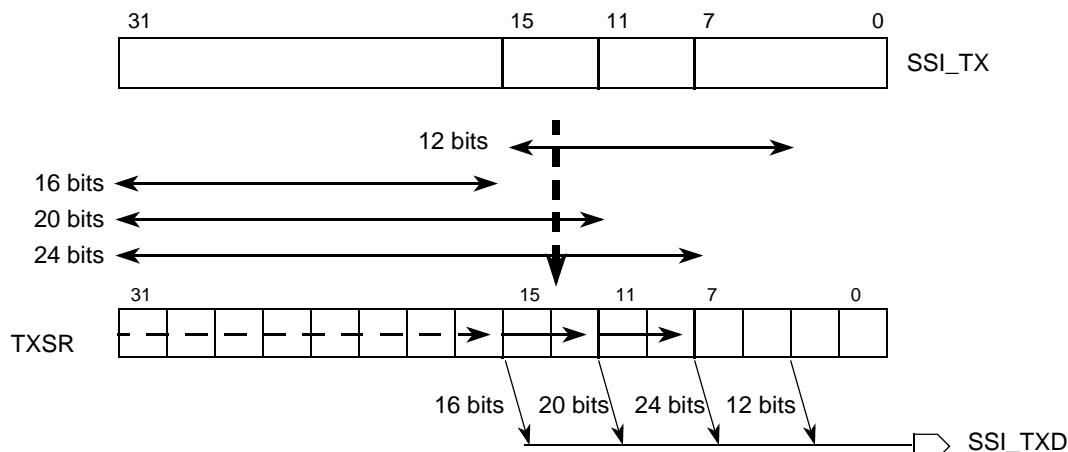 31 15 11 7 0
SSI_TX
12 bits
16 bits
20 bits
24 bits
31 15 11 7 0
TXSR
16 bits 20 bits 24 bits 12 bits
SSI_TXD